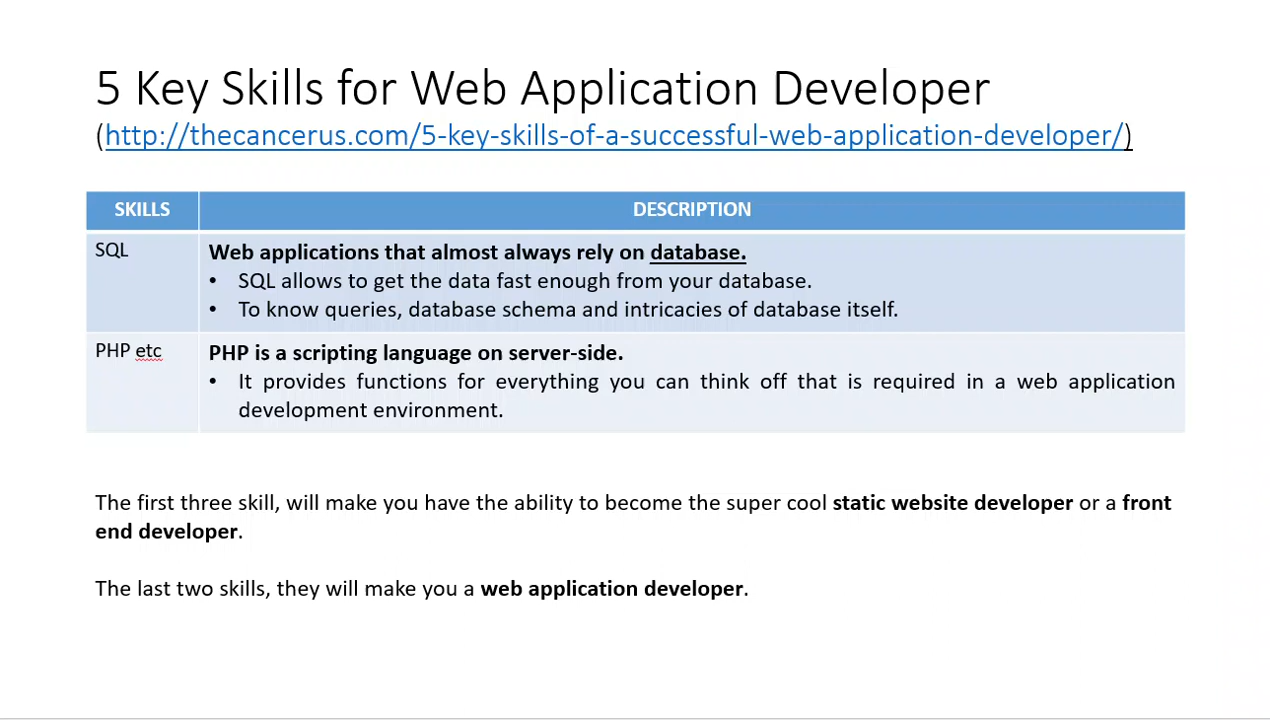 5 Key Skills for Web Application Developer
(http://thecancerus.com/5-key-skills-of-a-successful-web-application-developer/)
SKILLS DESCRIPTION
SQL
Web applications that almost always rely on database.
• SQL allows to get the data fast enough from your database.
• To know queries, database schema and intricacies of database itself.
PHP etc
PHP is a scripting language on server-side.
• It provides functions for everything you can think off that is required in a web application
development environment.
The first three skill, will make you have the ability to become the super cool static website developer or a front
end developer.
The last two skills, they will make you a web application developer.